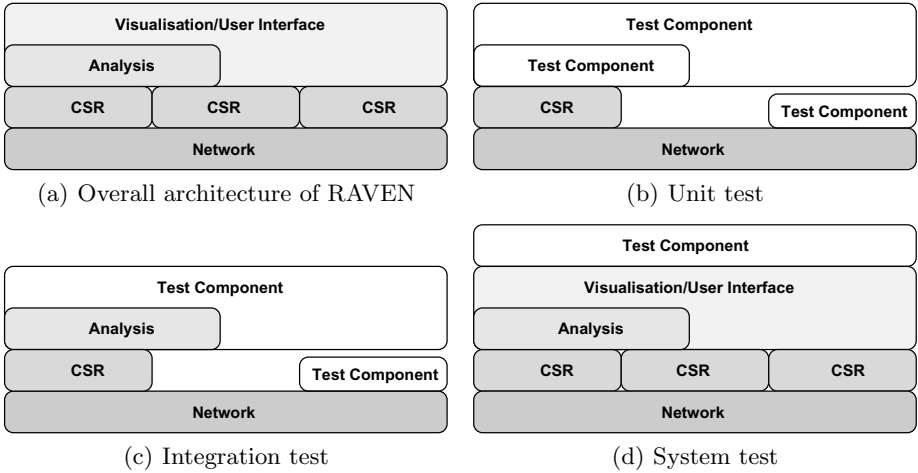 Visualisation/User Interface
Analysis
CSR CSR CSR
Network
(a) Overall architecture of RAVEN
Test Component
Test Component
CSR Test Component
Network
(b) Unit test
Test Component
Analysis
CSR Test Component
Network
(c) Integration test
Test Component
Visualisation/User Interface
Analysis
CSR CSR CSR
Network
(d) System test